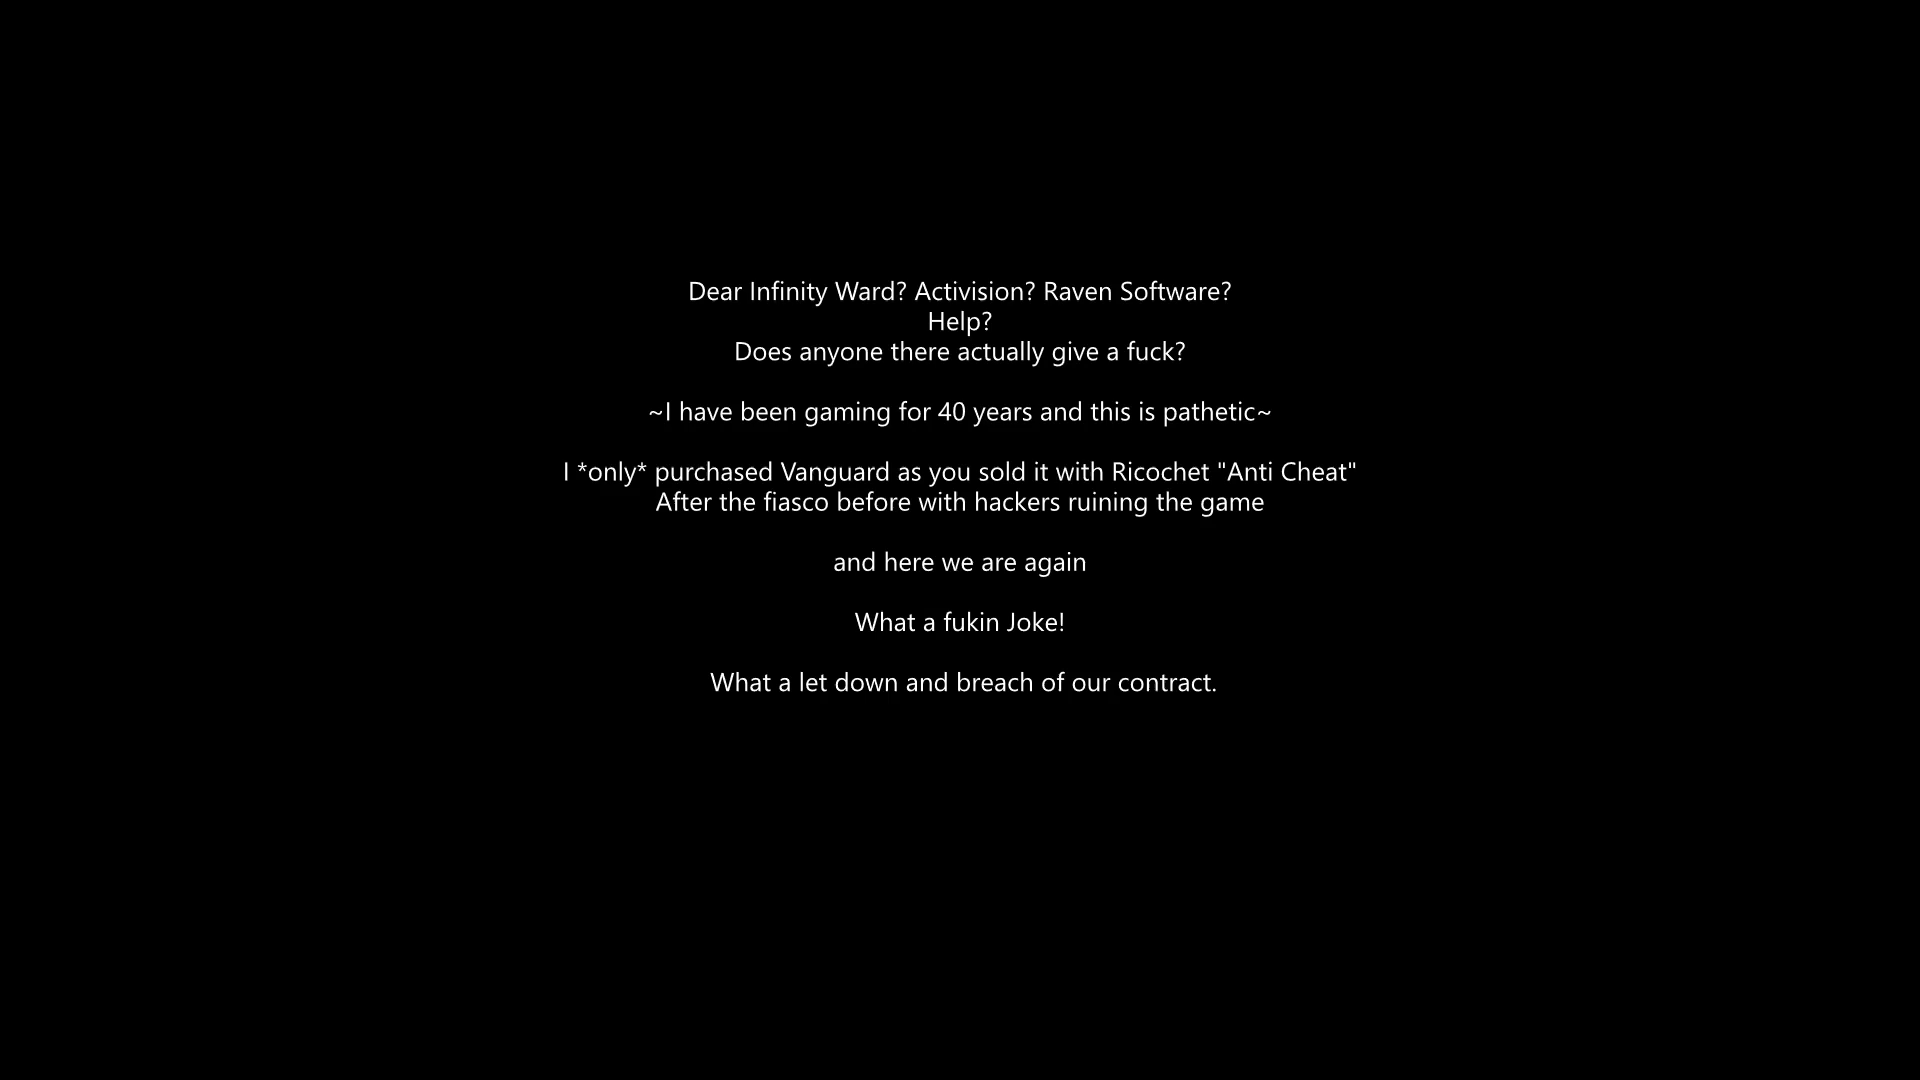 Dear Infinity Ward? Activision? Raven Software?
Help?
Does anyone there actually give a fuck?
~I have been gaming for 40 years and this is pathetic~
I *only* purchased Vanguard as you sold it with Ricochet "Anti Cheat"
After the fiasco before with hackers ruining the game
and here we are again
What a fukin Joke!
What a let down and breach of our contract.